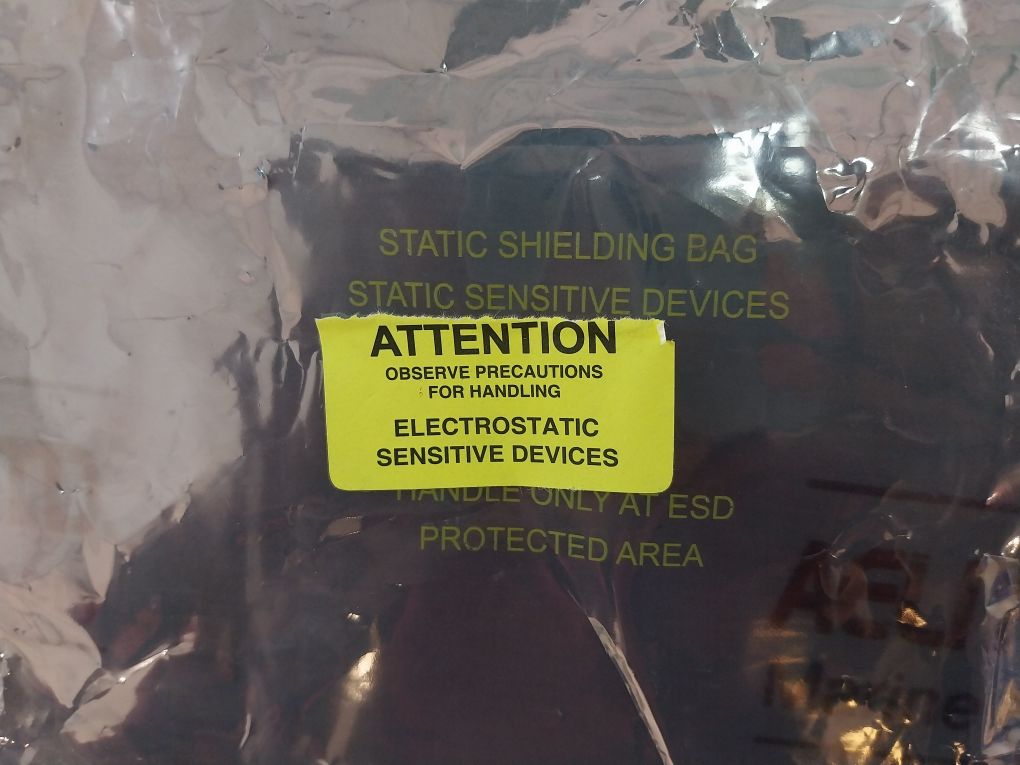 STATIC SHIELDING BAG
STATIC SENSITIVE DEVICES
ATTENTION
OBSERVE PRECAUTIONS
FOR HANDLING
ELECTROSTATIC
SENSITIVE DEVICES
HANDLE ONLY AT ESD
PROTECTED AREA
Marine